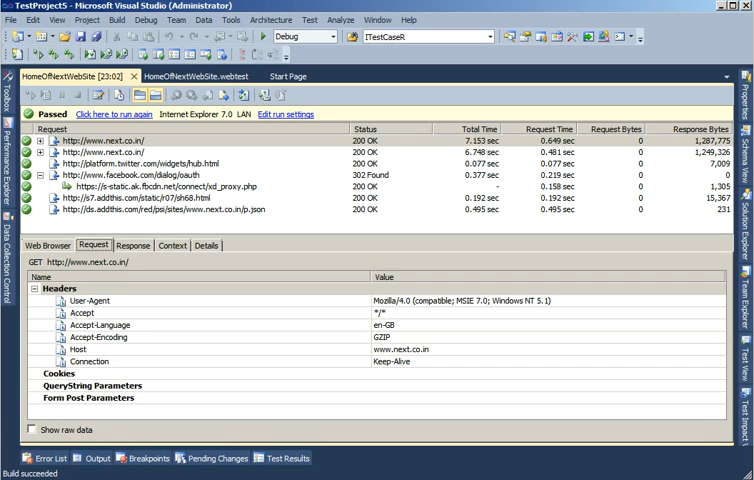 TestProject5 - Microsoft Visual Studio (Administrator)
File Edit View Project Build Debug Team Data Tools Architecture Test Analyze Window Help
Debug ITestCaseR
HomeOfNextWebSite [23:02] HomeOfNextWebSite.webtest Start Page
Passed Click here to run again Internet Explorer 7.0 LAN Edit run settings
Request Status Total Time Request Time Request Bytes Response Bytes
http://www.next.co.in/ 200 OK 7.153 sec 0.649 sec 0 1,287,775
http://www.next.co.in/ 200 OK 6.748 sec 0.481 sec 0 1,249,326
http://platform.twitter.com/widgets/hub.html 200 OK 0.077 sec 0.077 sec 0 7,009
http://www.facebook.com/dialog/oauth 302 Found 0.377 sec 0.219 sec 0 0
https://s-static.ak.fbcdn.net/connect/xd_proxy.php 200 OK - 0.158 sec 0 1,305
http://s7.addthis.com/static/r07/sh68.html 200 OK 0.192 sec 0.192 sec 0 15,367
http://ds.addthis.com/red/psi/sites/www.next.co.in/p.json 200 OK 0.495 sec 0.495 sec 0 231
Web Browser Request Response Context Details
GET http://www.next.co.in/
Name Value
Headers
User-Agent Mozilla/4.0 (compatible; MSIE 7.0; Windows NT 5.1)
Accept */*
Accept-Language en-GB
Accept-Encoding GZIP
Host www.next.co.in
Connection Keep-Alive
Cookies
QueryString Parameters
Form Post Parameters
Show raw data
Error List Output Breakpoints Pending Changes Test Results
Build succeeded
Toolbox
Performance Explorer
Data Collection Control
Properties
Schema View
Solution Explorer
Team Explorer
Test View
Test Impact V